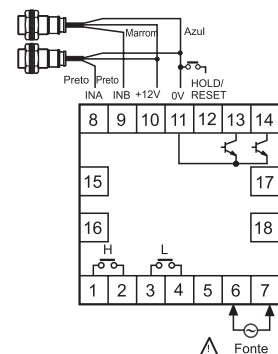 Marrom
Azul
Preto
Preto
HOLD/
RESET
INA
INB
+12V
0V
8
9
10
11
12
13
14
15
17
16
18
H
L
1
2
3
4
5
6
7
!
Fonte